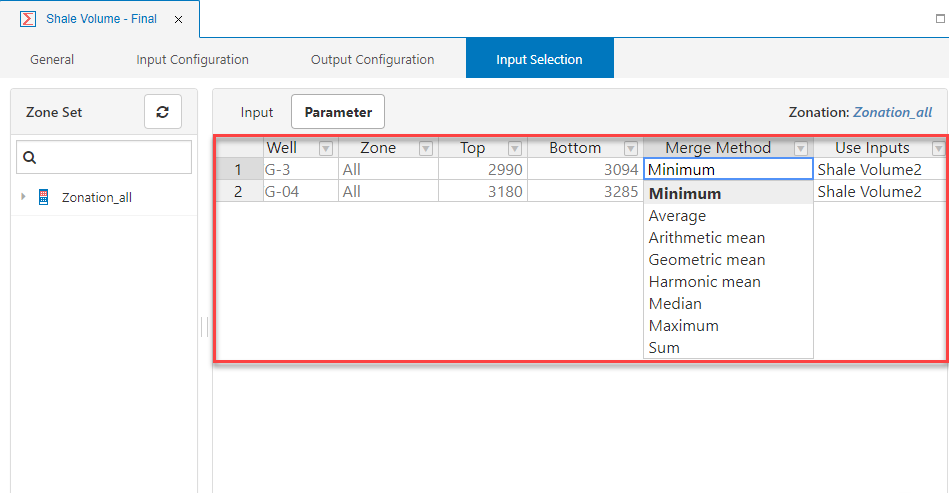 Shale Volume - Final
General Input Configuration Output Configuration Input Selection
Zone Set
Input Parameter Zonation: Zonation_all
Zonation_all
Well Zone Top Bottom Merge Method Use Inputs
1 G-3 All 2990 3094 Minimum Shale Volume2
2 G-04 All 3180 3285 Shale Volume2
Minimum
Average
Arithmetic mean
Geometric mean
Harmonic mean
Median
Maximum
Sum